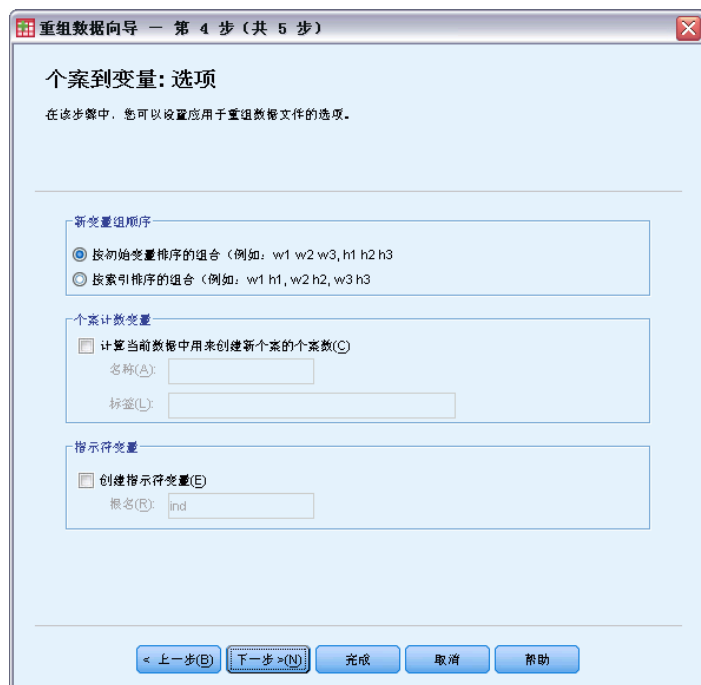 重组数据向导 — 第 4 步（共 5 步）
个案到变量: 选项
在该步骤中，您可以设置应用于重组数据文件的选项。
新变量组顺序
按初始变量排序的组合（例如：w1 w2 w3, h1 h2 h3
按索引排序的组合（例如：w1 h1, w2 h2, w3 h3
个案计数变量
计算当前数据中用来创建新个案的个案数(C)
名称(A):
标签(L):
指示符变量
创建指示符变量(E)
根名(R): ind
< 上一步(B) 下一步 >(N) 完成 取消 帮助